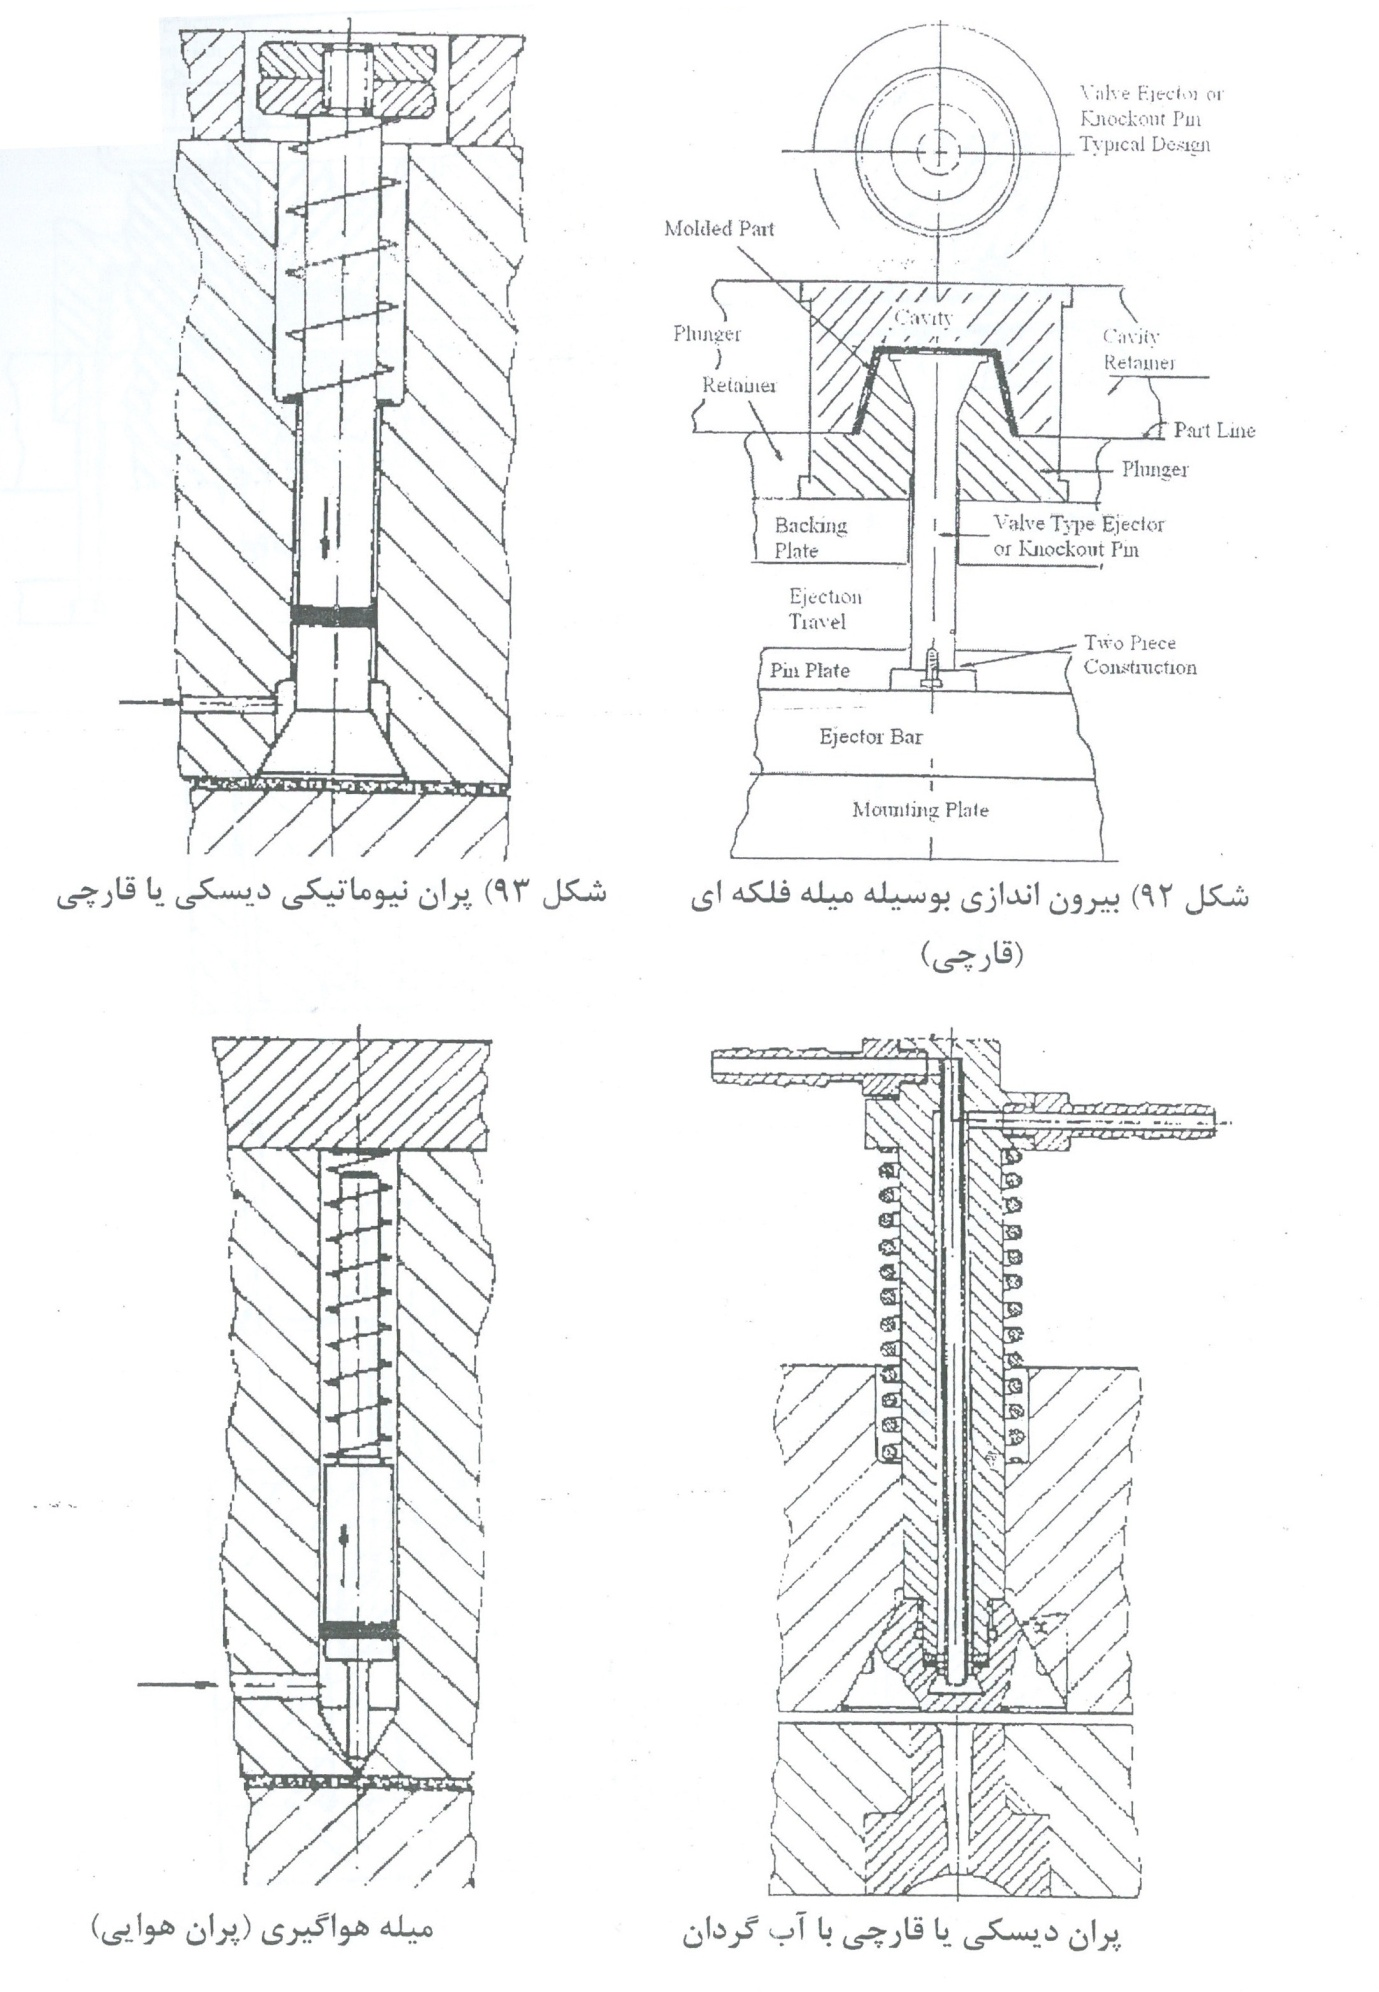 Valve Ejector or
Knockout Pin
Typical Design
Molded Part
Cavity
Plunger
Cavity
Retainer
Retainer
Part Line
Plunger
Backing
Plate
Valve Type Ejector
or Knockout Pin
Ejection
Travel
Two Piece
Construction
Pin Plate
Ejector Bar
Mounting Plate
شکل ۹۲) بیرون اندازی بوسیله میله فلکه ای
(قارچی)
شکل ۹۳) پران نیوماتیکی دیسکی یا قارچی
پران دیسکی یا قارچی با آب گردان
میله هواگیری (پران هوایی)